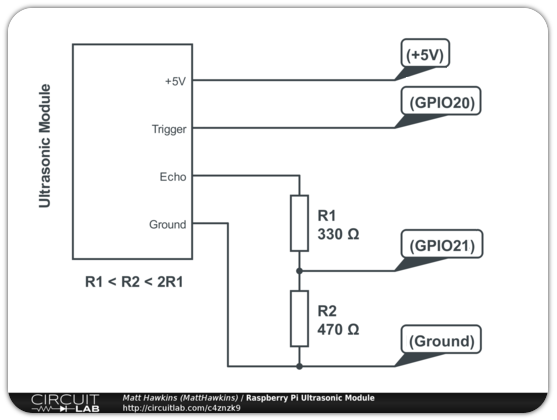 (+5V)
+5V
(GPIO20)
Trigger
Ultrasonic Module
Echo
R1
330 Ω
Ground
(GPIO21)
R1 < R2 < 2R1
R2
470 Ω
(Ground)
CIRCUIT
LAB
Matt Hawkins (MattHawkins) / Raspberry Pi Ultrasonic Module
http://circuitlab.com/c4znzk9